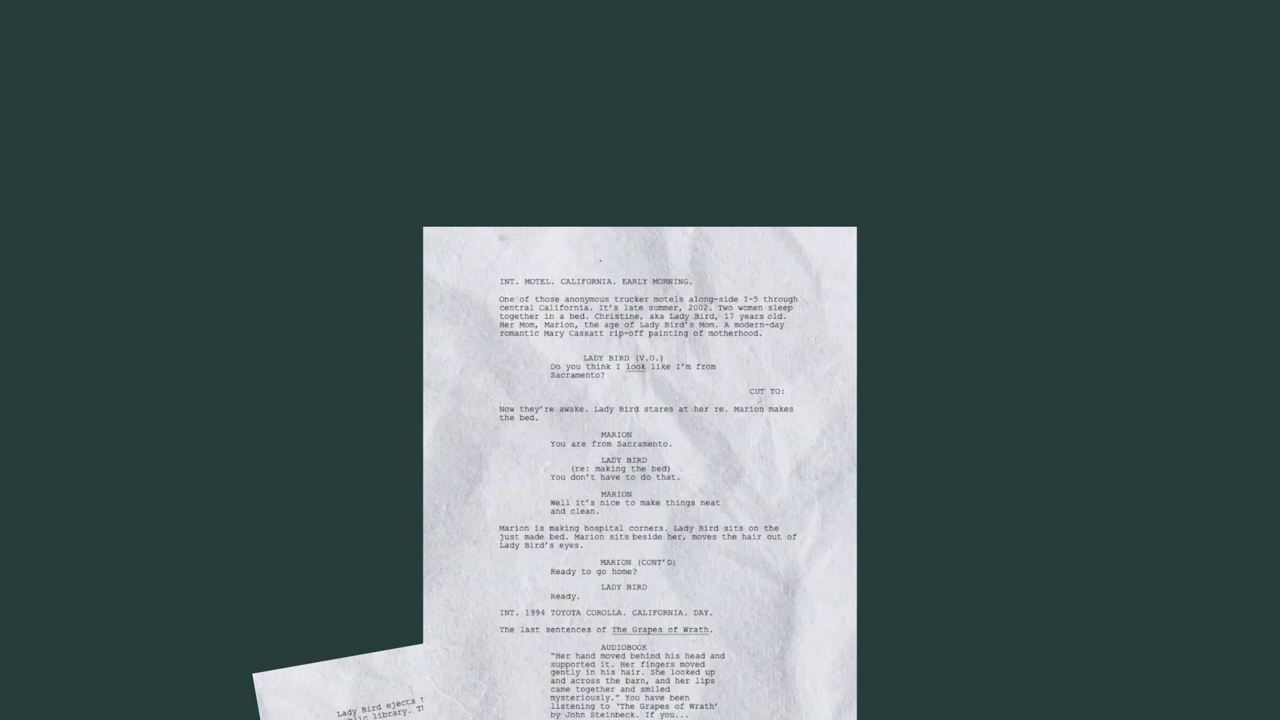 INT. MOTEL. CALIFORNIA. EARLY MORNING.
One of those anonymous trucker motels along-side I-5 through
central California. It's late summer, 2002. Two women sleep
together in a bed. Christine, aka Lady Bird, 17 years old.
Her Mom, Marion, the age of Lady Bird's Mom. A modern-day
romantic Mary Cassatt rip-off painting of motherhood.
LADY BIRD (V.O.)
Do you think I look like I'm from
Sacramento?
CUT TO:
Now they're awake. Lady Bird stares at her re. Marion makes
the bed.
MARION
You are from Sacramento.
LADY BIRD
(re: making the bed)
You don't have to do that.
MARION
Well it's nice to make things neat
and clean.
Marion is making hospital corners. Lady Bird sits on the
just made bed. Marion sits beside her, moves the hair out of
Lady Bird's eyes.
MARION (CONT'D)
Ready to go home?
LADY BIRD
Ready.
INT. 1994 TOYOTA COROLLA. CALIFORNIA. DAY.
The last sentences of The Grapes of Wrath.
AUDIOBOOK
"Her hand moved behind his head and
supported it. Her fingers moved
gently in his hair. She looked up
and across the barn, and her lips
came together and smiled
mysteriously." You have been
listening to 'The Grapes of Wrath'
by John Steinbeck. If you...
Lady Bird ejects
library.